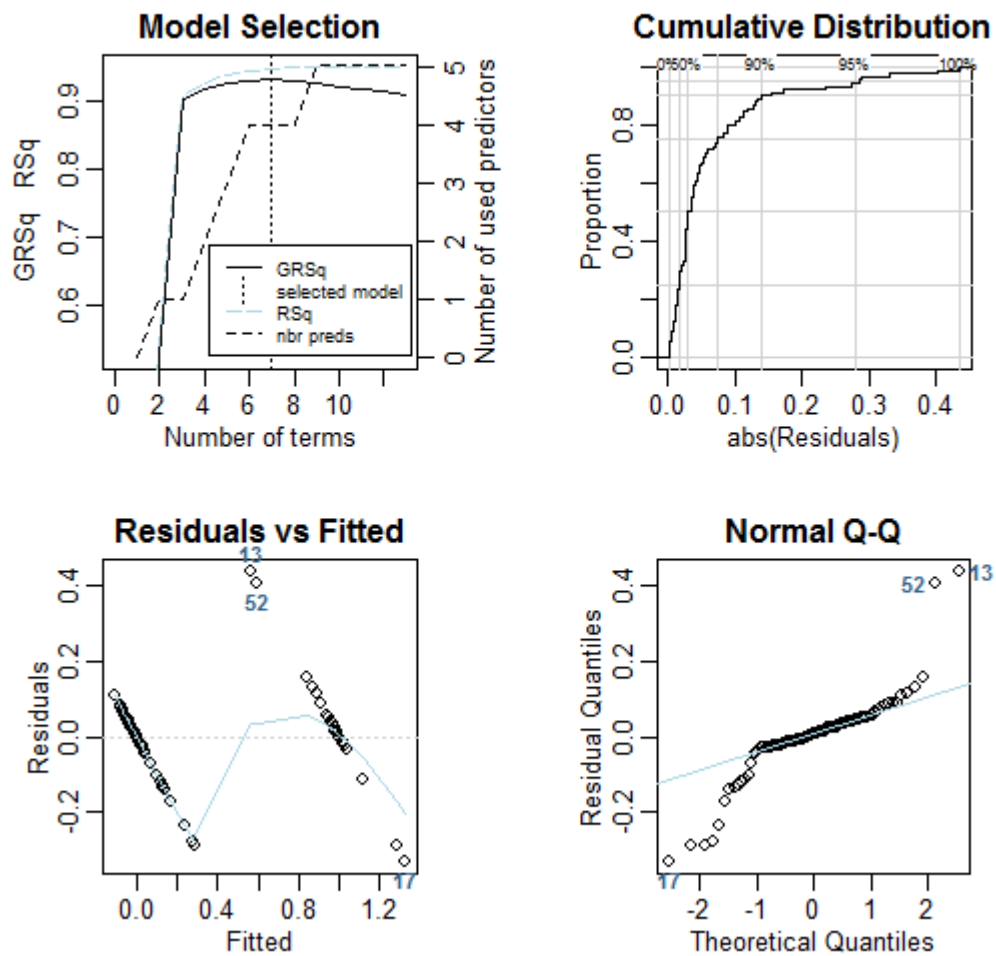 Model Selection
GRSq RSq
0.6 0.7 0.8 0.9
0 1 2 3 4 5
Number of used predictors
GRSq
selected model
RSq
nbr preds
0 2 4 6 8 10
Number of terms
Cumulative Distribution
0% 50% 90% 95% 100%
Proportion
0.0 0.4 0.8
0.0 0.1 0.2 0.3 0.4
abs(Residuals)
Residuals vs Fitted
13
52
17
Residuals
-0.2 0.0 0.2 0.4
0.0 0.4 0.8 1.2
Fitted
Normal Q-Q
52 13
17
Residual Quantiles
-0.2 0.0 0.2 0.4
-2 -1 0 1 2
Theoretical Quantiles